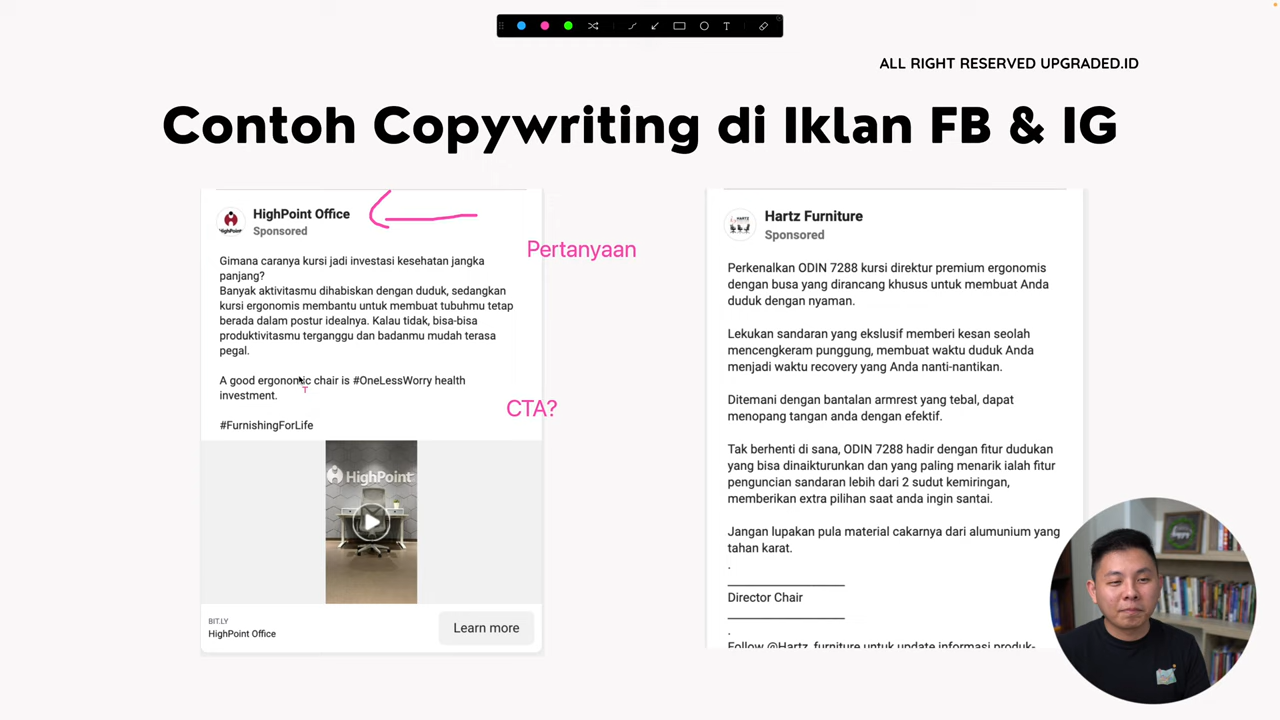 T
ALL RIGHT RESERVED UPGRADED.ID
Contoh Copywriting di Iklan FB & IG
HighPoint
HighPoint Office
Sponsored
Pertanyaan
Gimana caranya kursi jadi investasi kesehatan jangka
panjang?
Banyak aktivitasmu dihabiskan dengan duduk, sedangkan
kursi ergonomis membantu untuk membuat tubuhmu tetap
berada dalam postur idealnya. Kalau tidak, bisa-bisa
produktivitasmu terganggu dan badanmu mudah terasa
pegal.
A good ergonomic chair is #OneLessWorry health
investment.
T
CTA?
#FurnishingForLife
HighPoint
BIT.LY
HighPoint Office
Learn more
HARTZ
Hartz Furniture
Sponsored
Perkenalkan ODIN 7288 kursi direktur premium ergonomis
dengan busa yang dirancang khusus untuk membuat Anda
duduk dengan nyaman.
Lekukan sandaran yang ekslusif memberi kesan seolah
mencengkeram punggung, membuat waktu duduk Anda
menjadi waktu recovery yang Anda nanti-nantikan.
Ditemani dengan bantalan armrest yang tebal, dapat
menopang tangan anda dengan efektif.
Tak berhenti di sana, ODIN 7288 hadir dengan fitur dudukan
yang bisa dinaikturunkan dan yang paling menarik ialah fitur
penguncian sandaran lebih dari 2 sudut kemiringan,
memberikan extra pilihan saat anda ingin santai.
Jangan lupakan pula material cakarnya dari alumunium yang
tahan karat.
.
Director Chair
.
Follow @Hartz_furniture untuk update informasi produk-